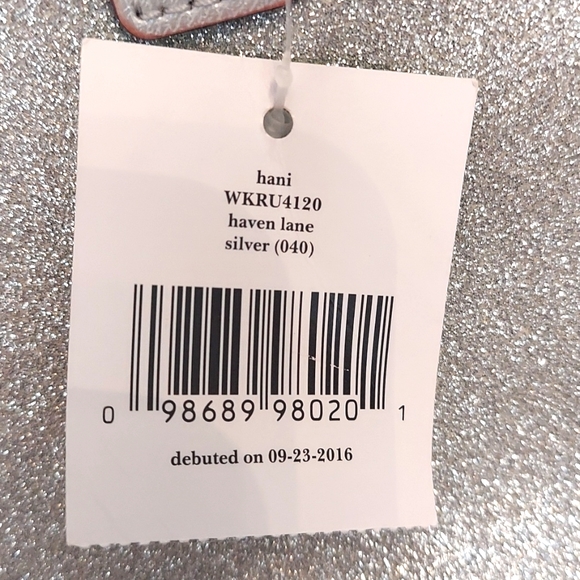 hani
WKRU4120
haven lane
silver (040)
0 98689 98020 1
debuted on 09-23-2016